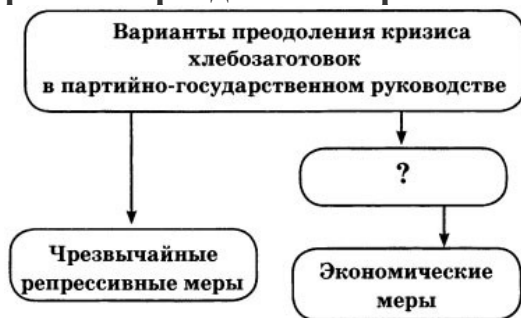 Варианты преодоления кризиса
хлебозаготовок
в партийно-государственном руководстве
?
Чрезвычайные
репрессивные меры
Экономические
меры